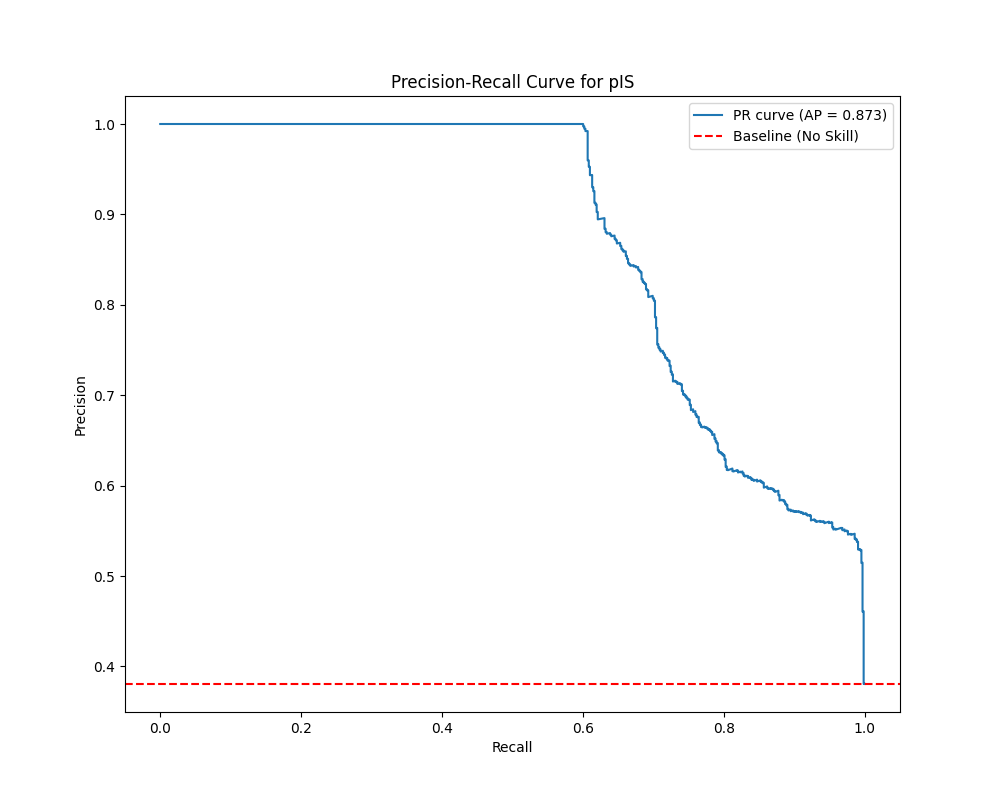 Precision-Recall Curve for pIS
PR curve (AP = 0.873)
Baseline (No Skill)
Precision
1.0
0.9
0.8
0.7
0.6
0.5
0.4
0.0 0.2 0.4 0.6 0.8 1.0
Recall